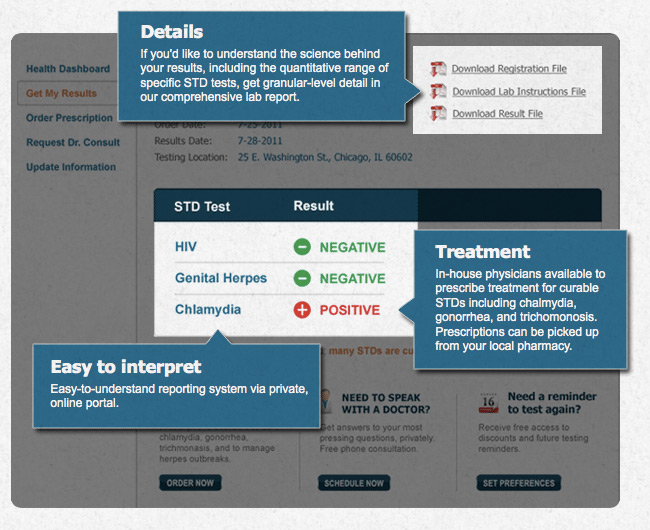 Details
If you'd like to understand the science behind
your results, including the quantitative range of
specific STD tests, get granular-level detail in
our comprehensive lab report.
Download Registration File
Download Lab Instructions File
Download Result File
Health Dashboard
Get My Results
Order Prescription
Request Dr. Consult
Update Information
Order Date: 7-25-2011
Results Date: 7-28-2011
Testing Location: 25 E. Washington St., Chicago, IL 60602
STD Test Result
HIV NEGATIVE
Genital Herpes NEGATIVE
Chlamydia POSITIVE
Treatment
In-house physicians available to
prescribe treatment for curable
STDs including chalmydia,
gonorrhea, and trichomonosis.
Prescriptions can be picked up
from your local pharmacy.
many STDs are cu
Easy to interpret
Easy-to-understand reporting system via private,
online portal.
chlamydia, gonorrhea,
trichmonasis, and to manage
herpes outbreaks.
ORDER NOW
NEED TO SPEAK
WITH A DOCTOR?
Get answers to your most
pressing questions, privately.
Free phone consultation.
SCHEDULE NOW
16
Need a reminder
to test again?
Receive free access to
discounts and future testing
reminders.
SET PREFERENCES